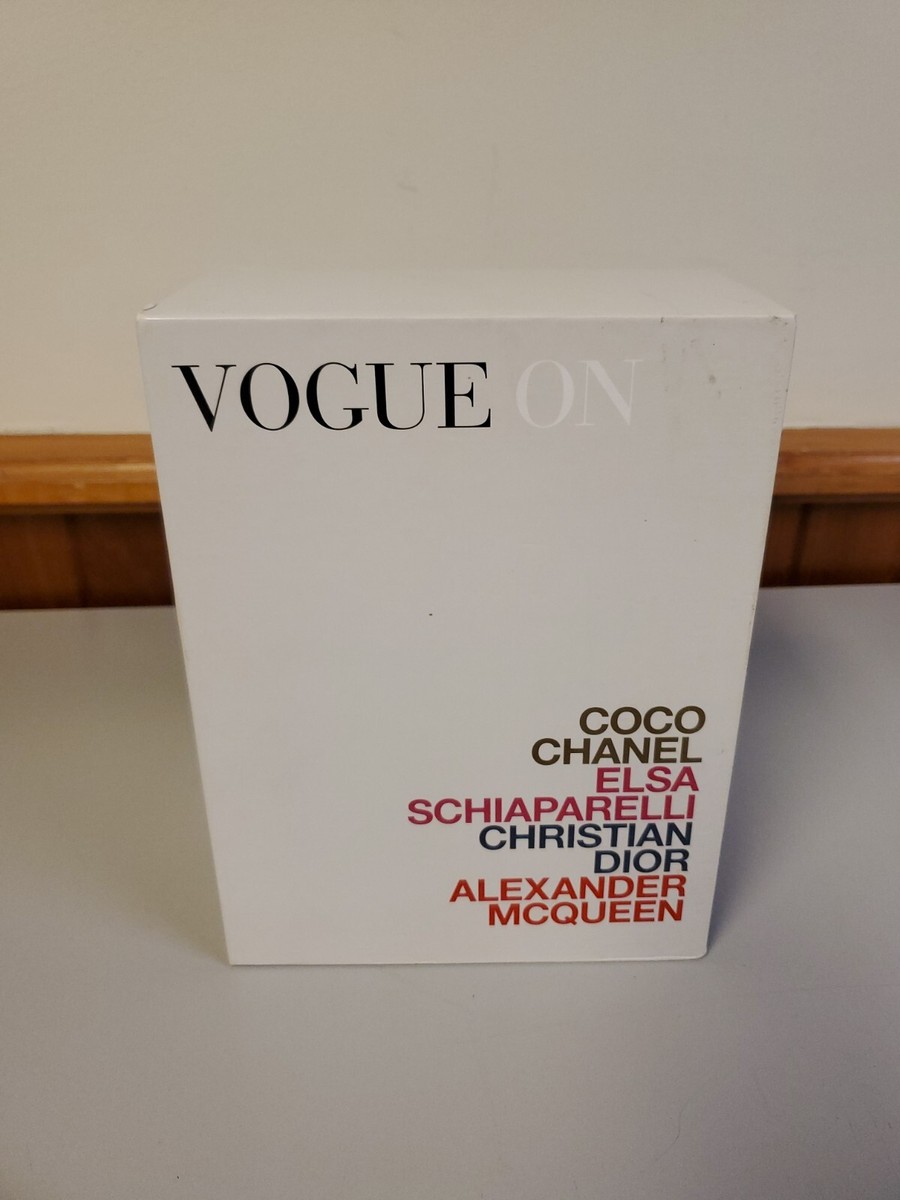 VOGUE ON
COCO
CHANEL
ELSA
SCHIAPARELLI
CHRISTIAN
DIOR
ALEXANDER
MCQUEEN